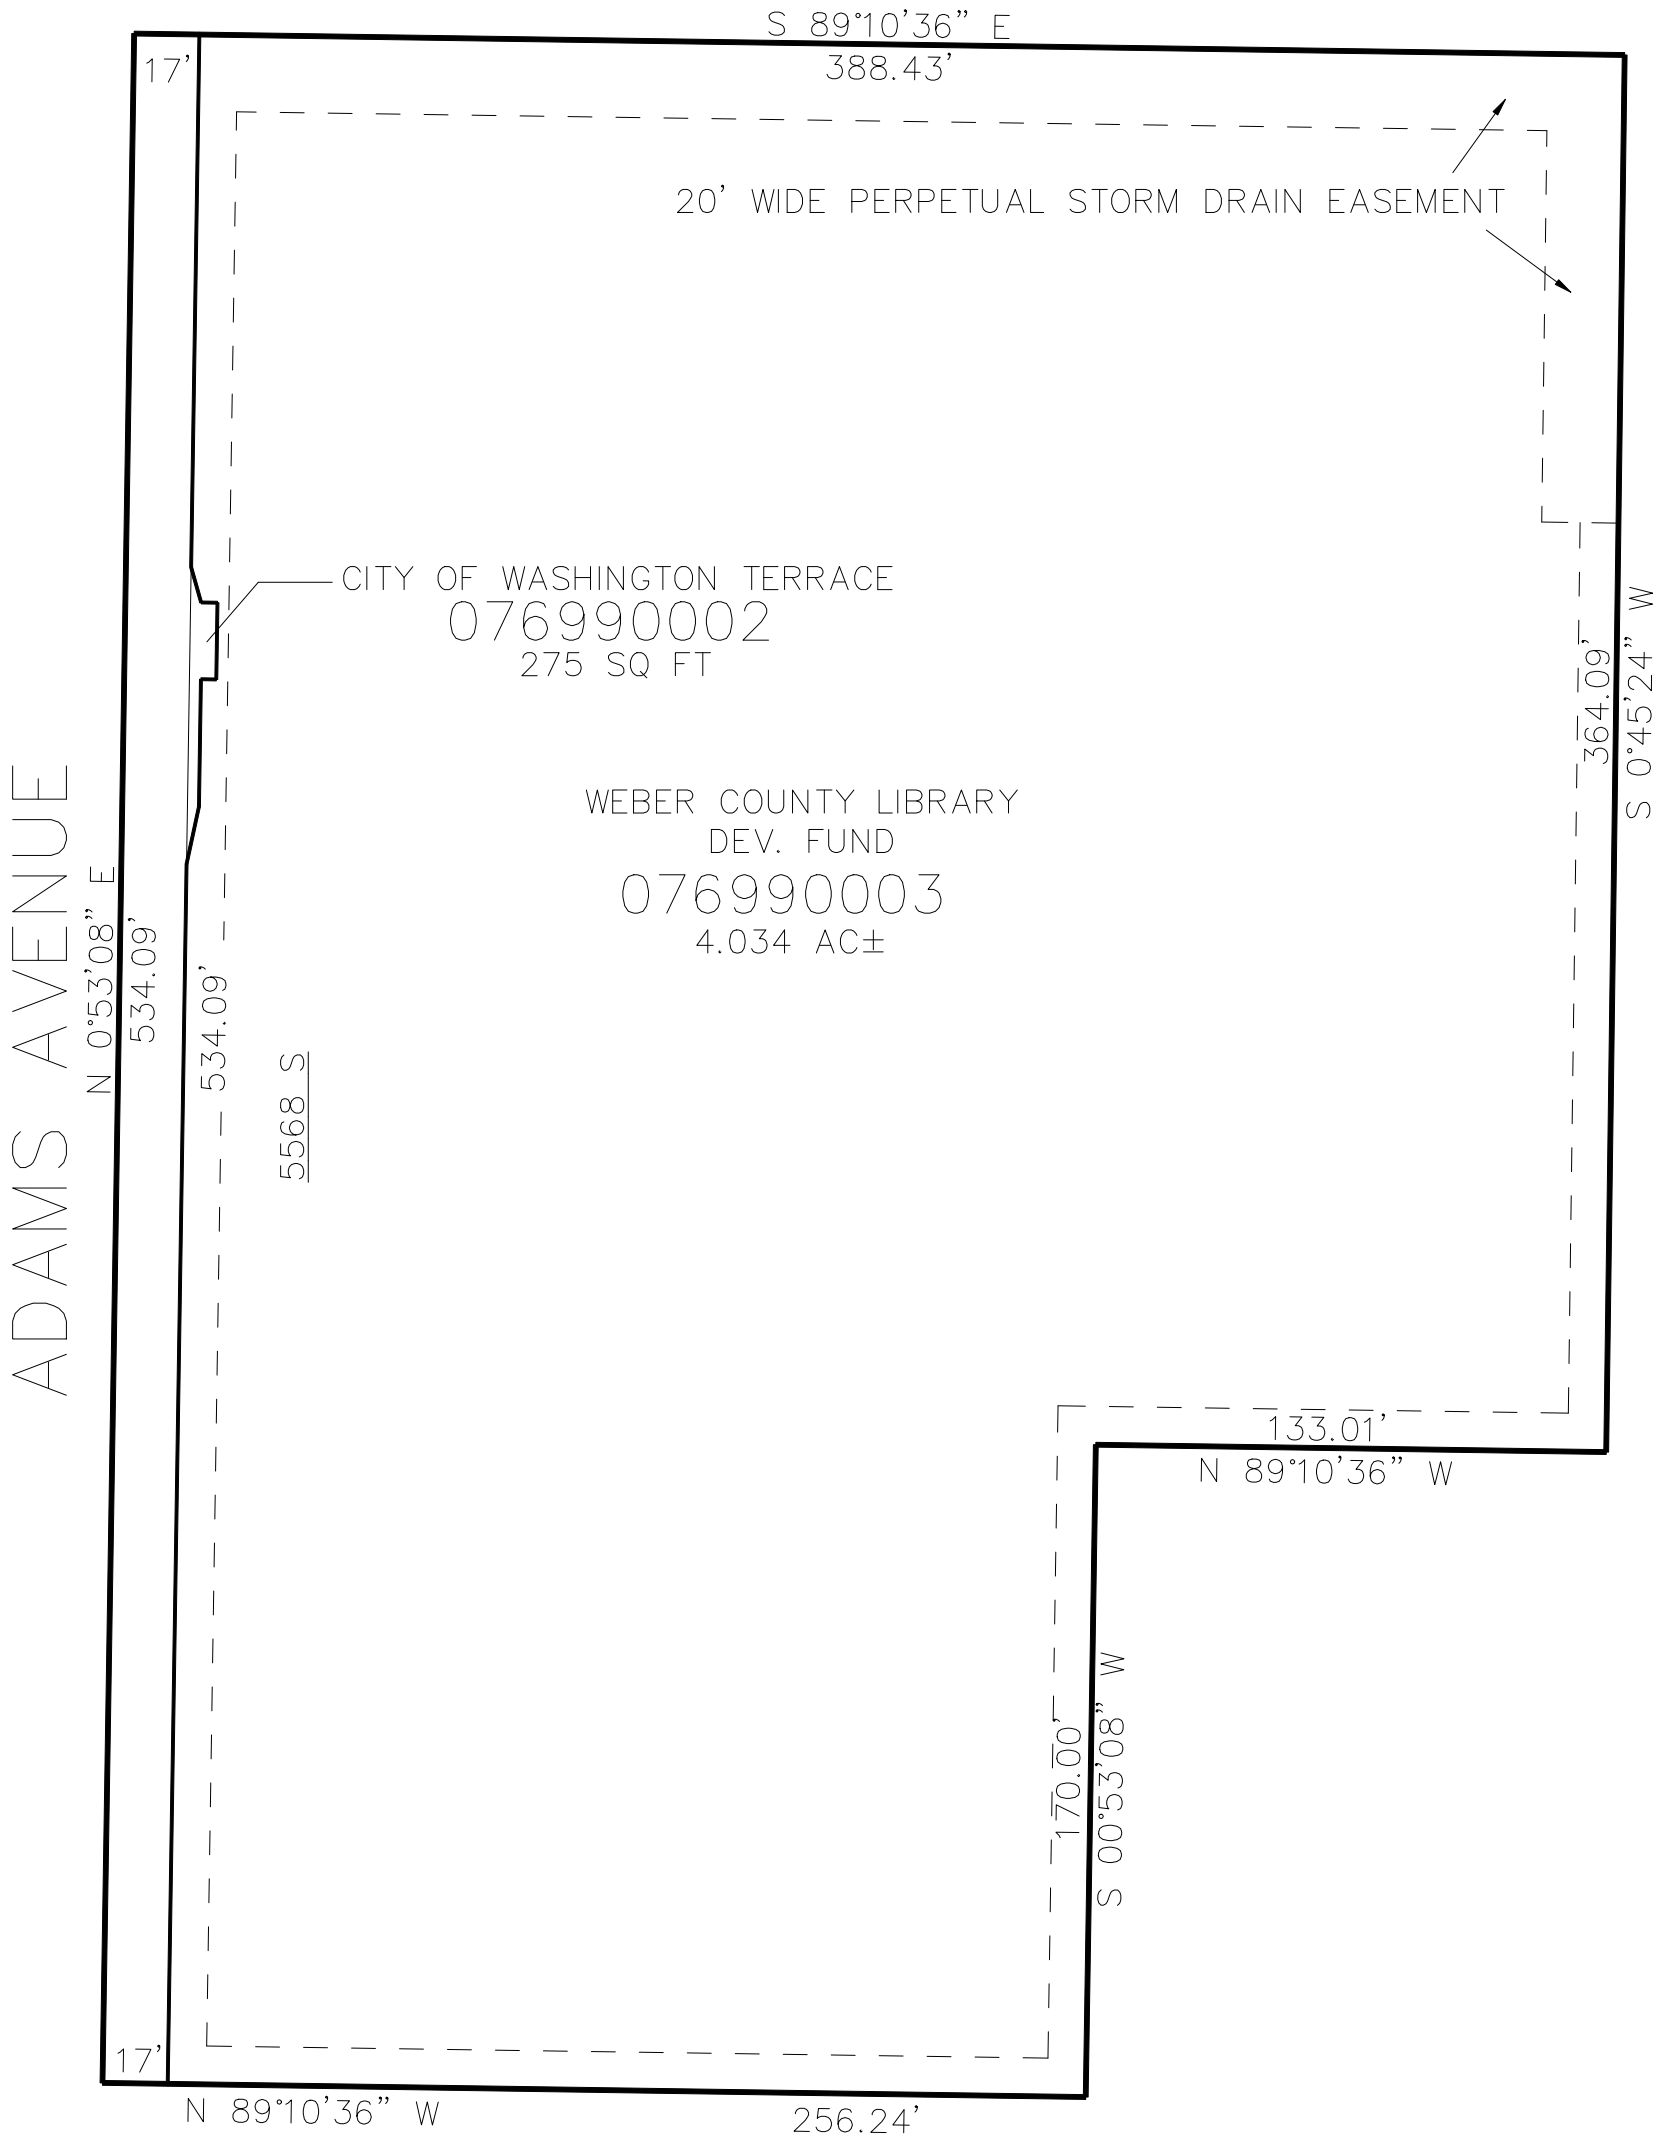 S 89°10'36" E
388.43'
17'
20' WIDE PERPETUAL STORM DRAIN EASEMENT
CITY OF WASHINGTON TERRACE
076990002
275 SQ FT
364.09'
S 0°45'24" W
WEBER COUNTY LIBRARY
DEV. FUND
076990003
4.034 AC±
ADAMS AVENUE
N 0°53'08" E
534.09'
534.09'
5568 S
133.01'
N 89°10'36" W
170.00'
S 00°53'08" W
17'
N 89°10'36" W
256.24'